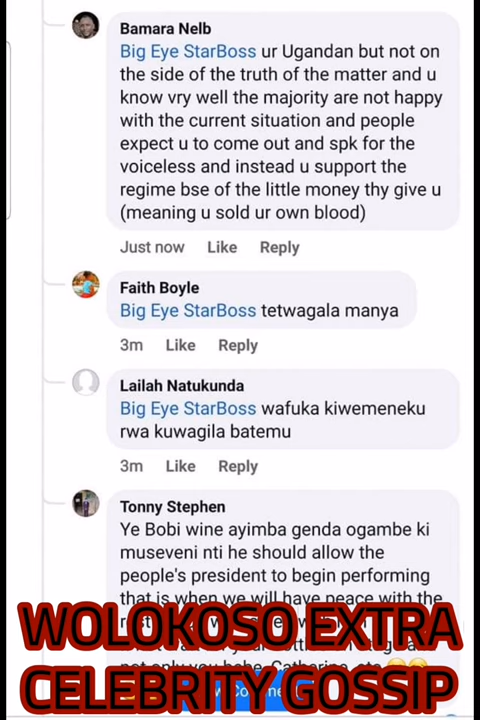 Bamara Nelb
Big Eye StarBoss ur Ugandan but not on
the side of the truth of the matter and u
know vry well the majority are not happy
with the current situation and people
expect u to come out and spk for the
voiceless and instead u support the
regime bse of the little money thy give u
(meaning u sold ur own blood)
Just now Like Reply
Faith Boyle
Big Eye StarBoss tetwagala manya
3m Like Reply
Lailah Natukunda
Big Eye StarBoss wafuka kiwemeneku
rwa kuwagila batemu
3m Like Reply
Tonny Stephen
Ye Bobi wine ayimba genda ogambe ki
museveni nti he should allow the
people's president to begin performing
that is when we will have peace with the
WOLOKOSO EXTRA
CELEBRITY GOSSIP